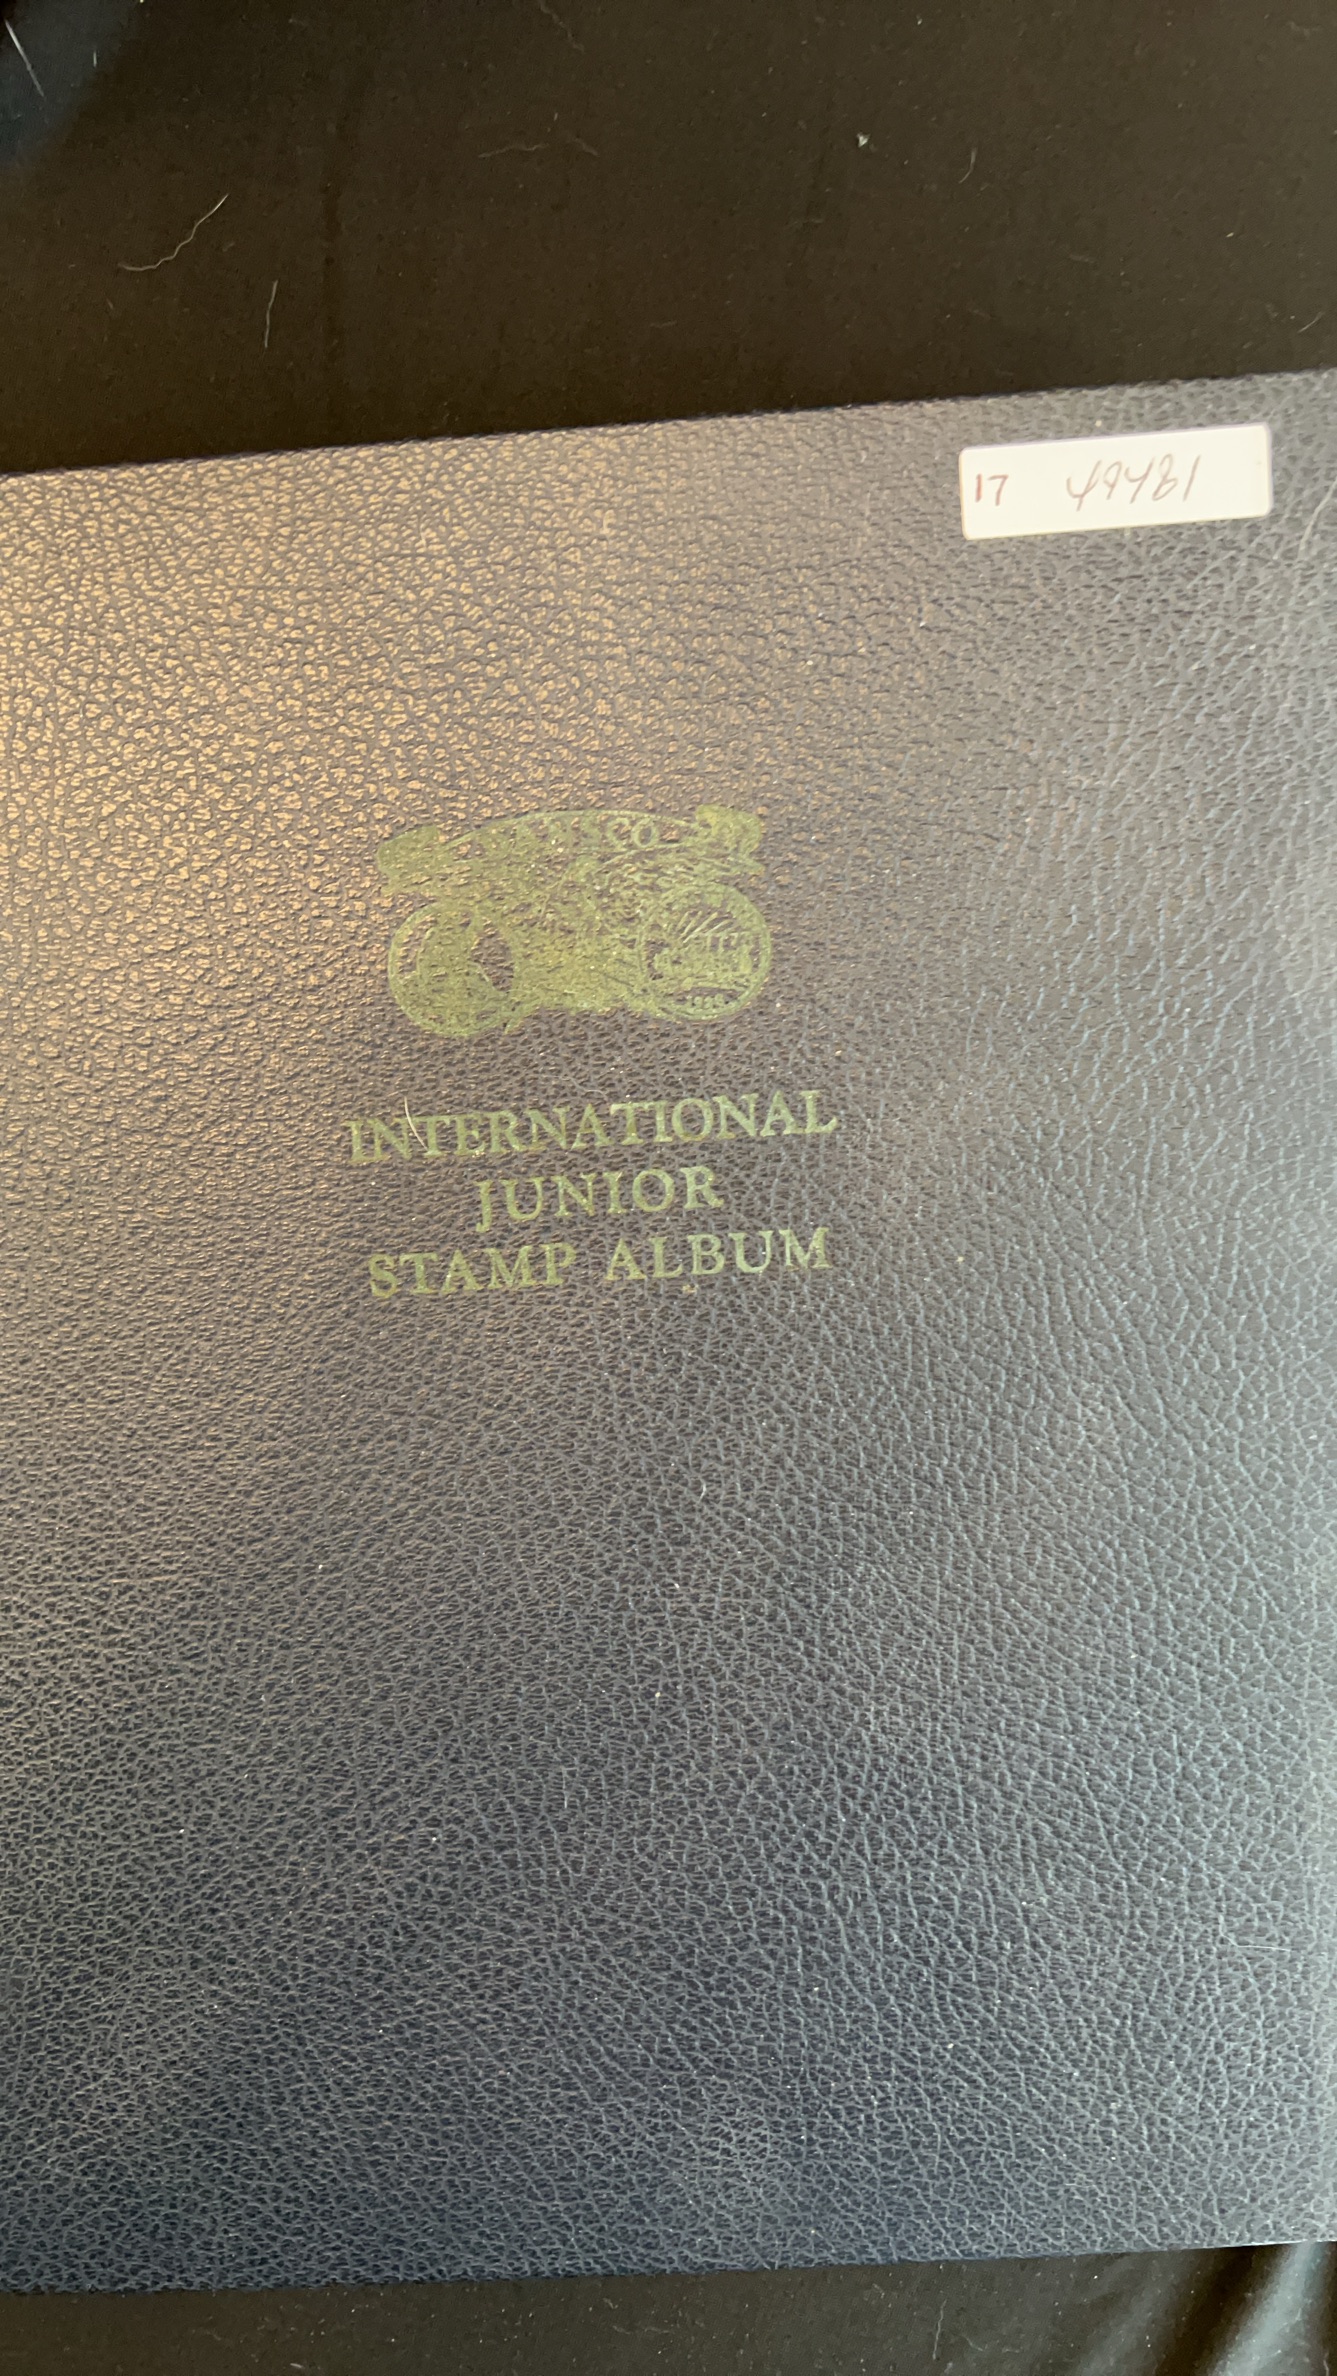 17 49481
INTERNATIONAL
JUNIOR
STAMP ALBUM